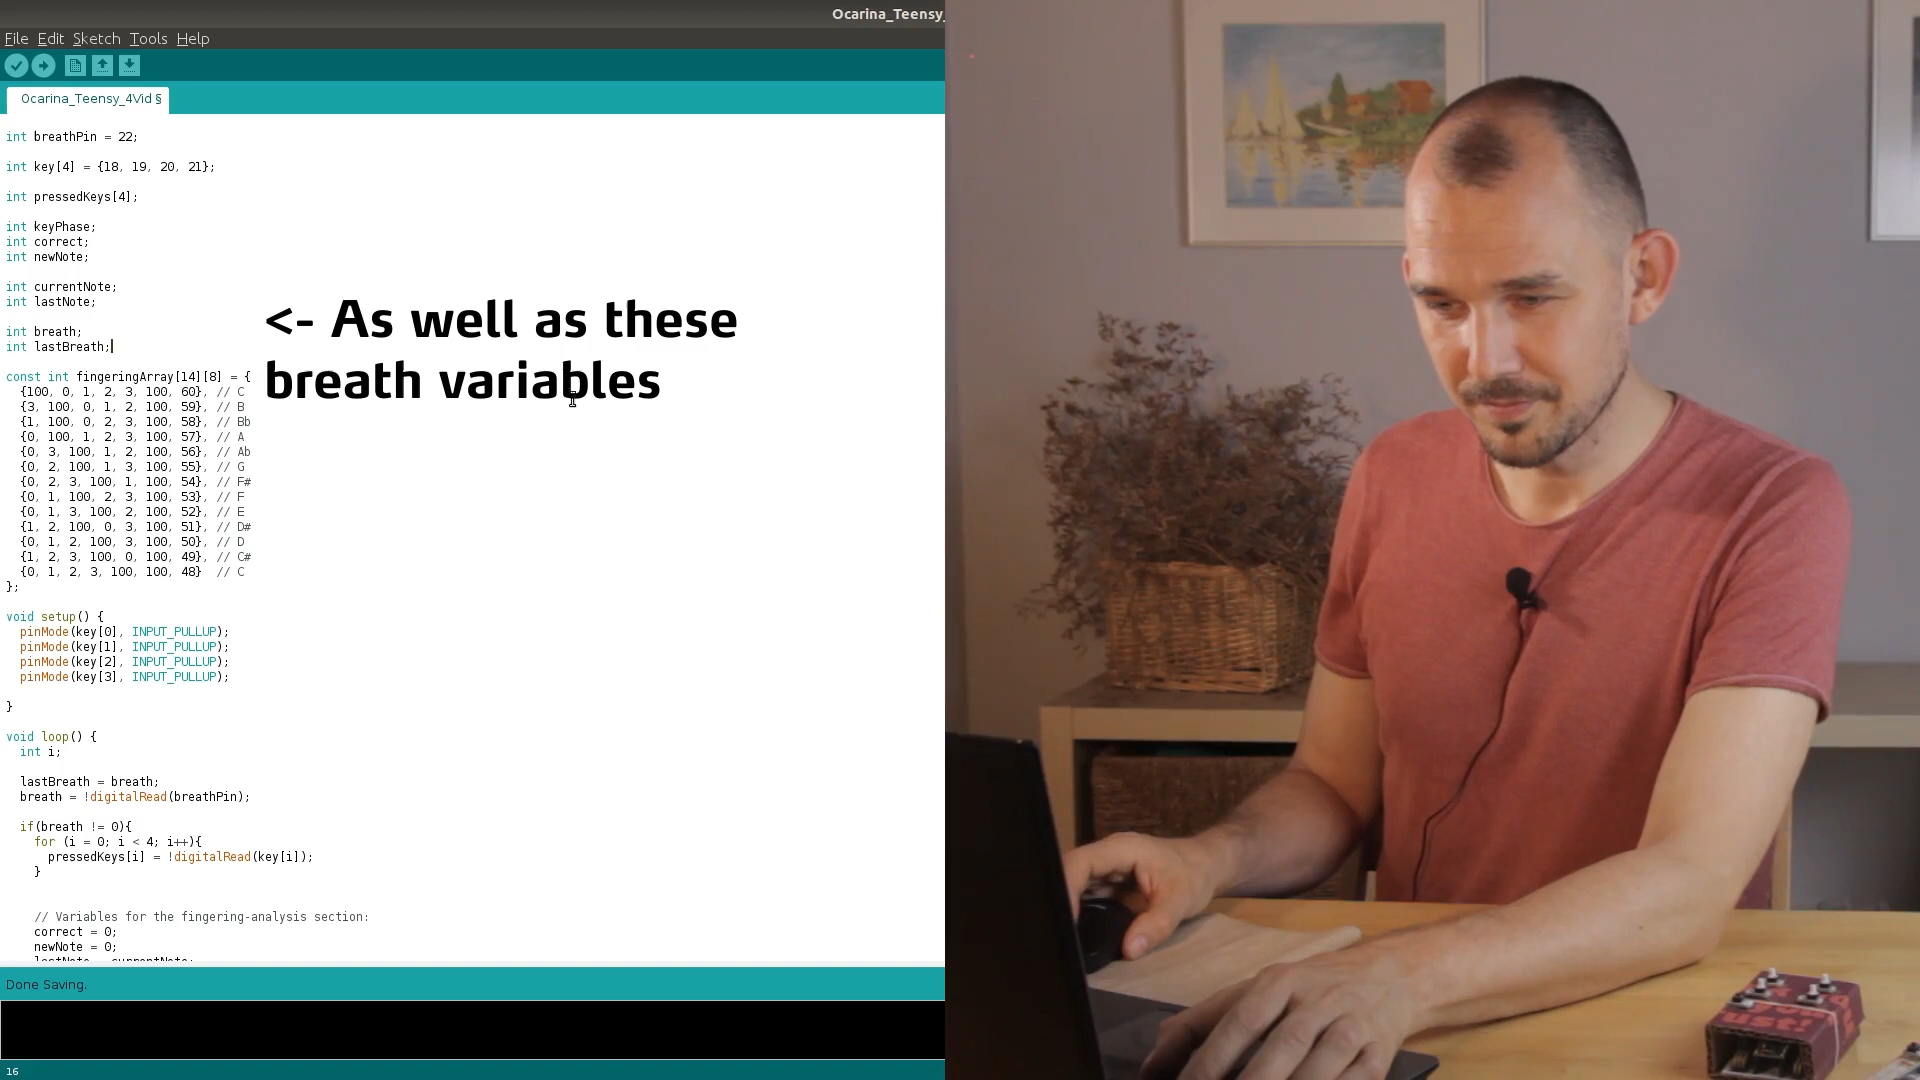 Ocarina_Teensy_
File Edit Sketch Tools Help
Ocarina_Teensy_4Vid §
int breathPin = 22;
int key[4] = {18, 19, 20, 21};
int pressedKeys[4];
int keyPhase;
int correct;
int newNote;
int currentNote;
int lastNote;
int breath;
int lastBreath;
<- As well as these
breath variables
const int fingeringArray[14][8] = {
{100, 0, 1, 2, 3, 100, 60}, // C
{3, 100, 0, 1, 2, 100, 59}, // B
{1, 100, 0, 2, 3, 100, 58}, // Bb
{0, 100, 1, 2, 3, 100, 57}, // A
{0, 3, 100, 1, 2, 100, 56}, // Ab
{0, 2, 100, 1, 3, 100, 55}, // G
{0, 2, 3, 100, 1, 100, 54}, // F#
{0, 1, 100, 2, 3, 100, 53}, // F
{0, 1, 3, 100, 2, 100, 52}, // E
{1, 2, 100, 0, 3, 100, 51}, // D#
{0, 1, 2, 100, 3, 100, 50}, // D
{1, 2, 3, 100, 0, 100, 49}, // C#
{0, 1, 2, 3, 100, 100, 48}  // C
};
void setup() {
pinMode(key[0], INPUT_PULLUP);
pinMode(key[1], INPUT_PULLUP);
pinMode(key[2], INPUT_PULLUP);
pinMode(key[3], INPUT_PULLUP);
}
void loop() {
int i;
lastBreath = breath;
breath = !digitalRead(breathPin);
if(breath != 0){
for (i = 0; i < 4; i++){
pressedKeys[i] = !digitalRead(key[i]);
}
// Variables for the fingering-analysis section:
correct = 0;
newNote = 0;
lastNote = currentNote;
Done Saving.
16